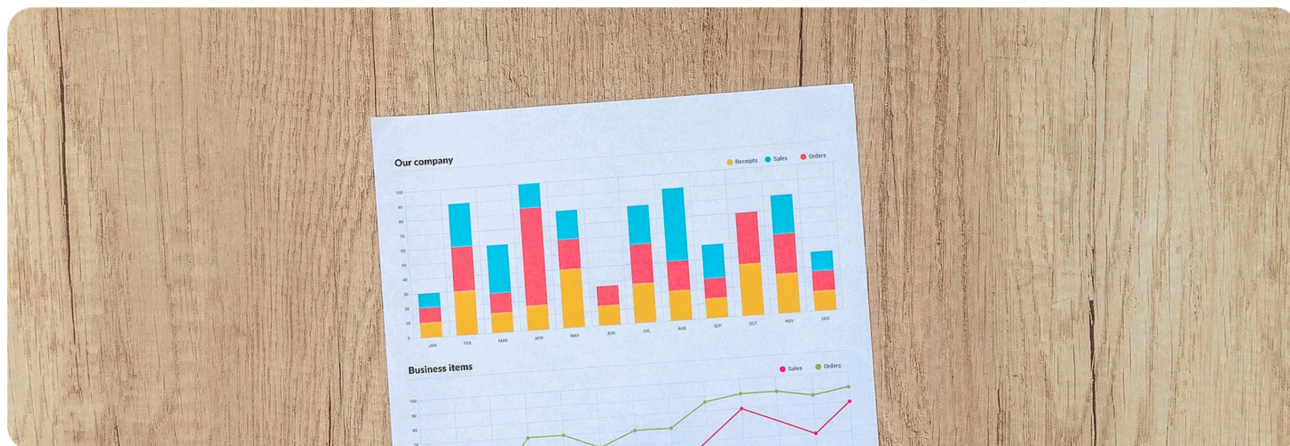 Our company
Receipts Sales Orders
100
90
80
70
60
50
40
30
20
10
0
JAN FEB MAR APR MAY JUN JUL AUG SEP OCT NOV DEC
Business items
Sales Orders
100
90
80